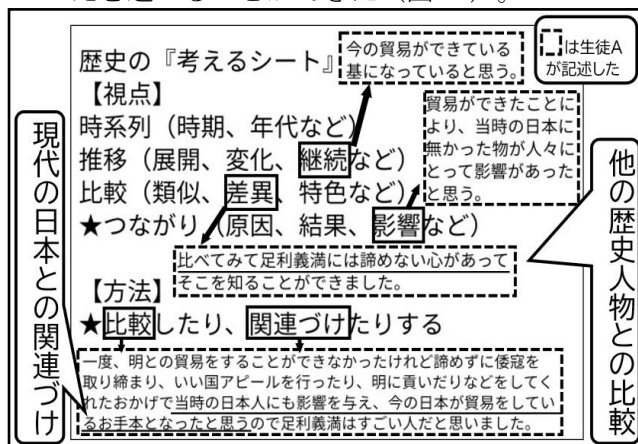 たを述べることができた（図　）。
今の貿易ができている
基になっていると思う。
は生徒A
が記述した
歴史の『考えるシート』
【視点】
時系列（時期、年代など）
推移（展開、変化、継続など）
比較（類似、差異、特色など）
★つながり（原因、結果、影響など）
貿易ができたことに
より、当時の日本に
無かった物が人々に
とって影響があった
と思う。
比べてみて足利義満には諦めない心があって
そこを知ることができました。
【方法】
★比較したり、関連づけたりする
一度、明との貿易をすることができなかったけれど諦めずに倭寇を
取り締まり、いい国アピールを行ったり、明に貢いだりなどをしてく
れたおかげで当時の日本人にも影響を与え、今の日本が貿易をしてい
るお手本となったと思うので足利義満はすごい人だと思いました。
現代の日本との関連づけ
他の歴史人物との比較